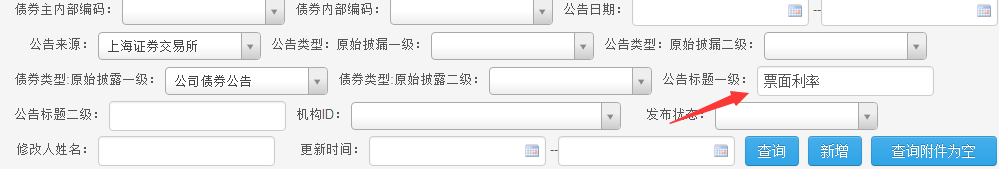 债券主内部编码： 债券内部编码： 公告日期： --
公告来源： 上海证券交易所 公告类型：原始披漏一级： 公告类型：原始披漏二级：
债券类型:原始披露一级： 公司债券公告 债券类型:原始披露二级： 公告标题一级： 票面利率
公告标题二级： 机构ID： 发布状态：
修改人姓名： 更新时间： -- 查询 新增 查询附件为空